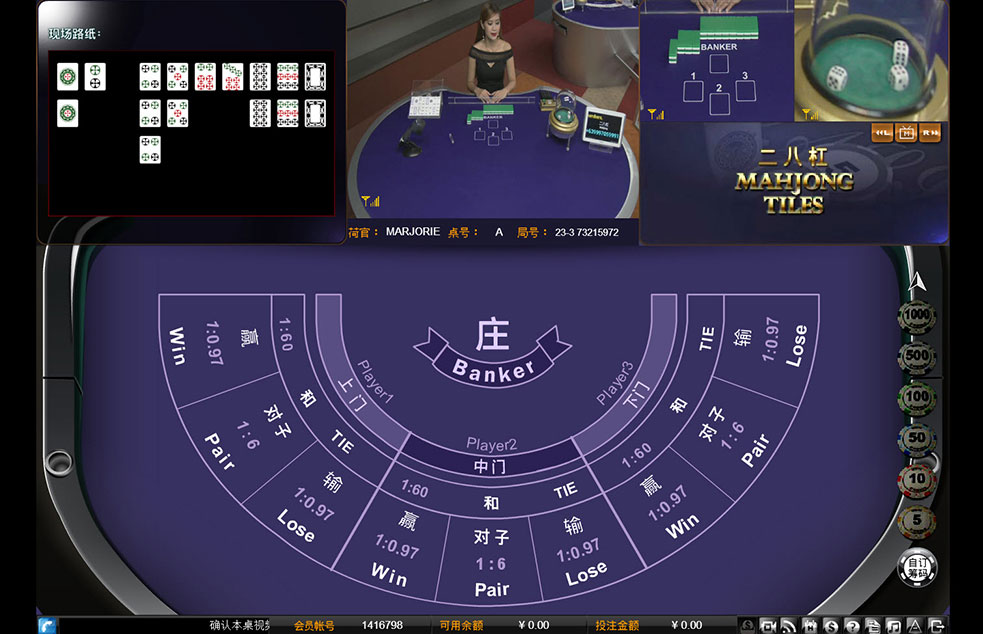 现场路纸：
BANKER
1
3
2
二八杠
MAHJONG
TILES
荷官： MARJORIE 桌号： A 局号： 23-3 73215972
庄
Banker
赢
1:0.97
Win
对子
1:6
Pair
输
1:0.97
Lose
1:60
和
TIE
Player1
上门
Player2
中门
1:60
和
TIE
赢
1:0.97
Win
对子
1:6
Pair
输
1:0.97
Lose
Player3
下门
TIE
和
1:60
输
1:0.97
Lose
对子
1:6
Pair
赢
1:0.97
Win
1000
500
100
50
10
5
自订
筹码
确认本桌视频 会员帐号 1416798 可用余额 ¥ 0.00 投注金额 ¥ 0.00